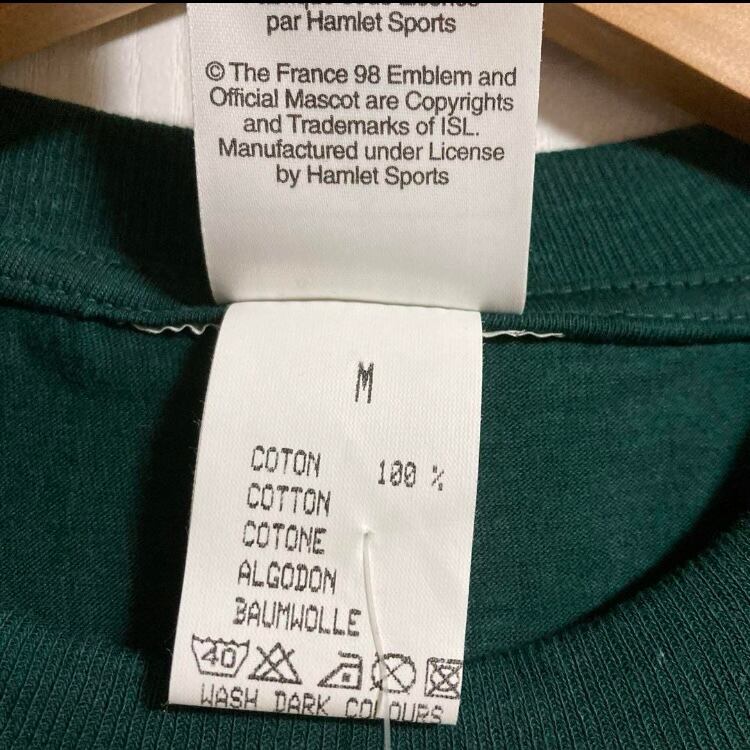 par Hamlet Sports
© The France 98 Emblem and
Official Mascot are Copyrights
and Trademarks of ISL.
Manufactured under License
by Hamlet Sports
M
COTON 100 %
COTTON
COTONE
ALGODON
BAUMWOLLE
40
WASH DARK COLOURS